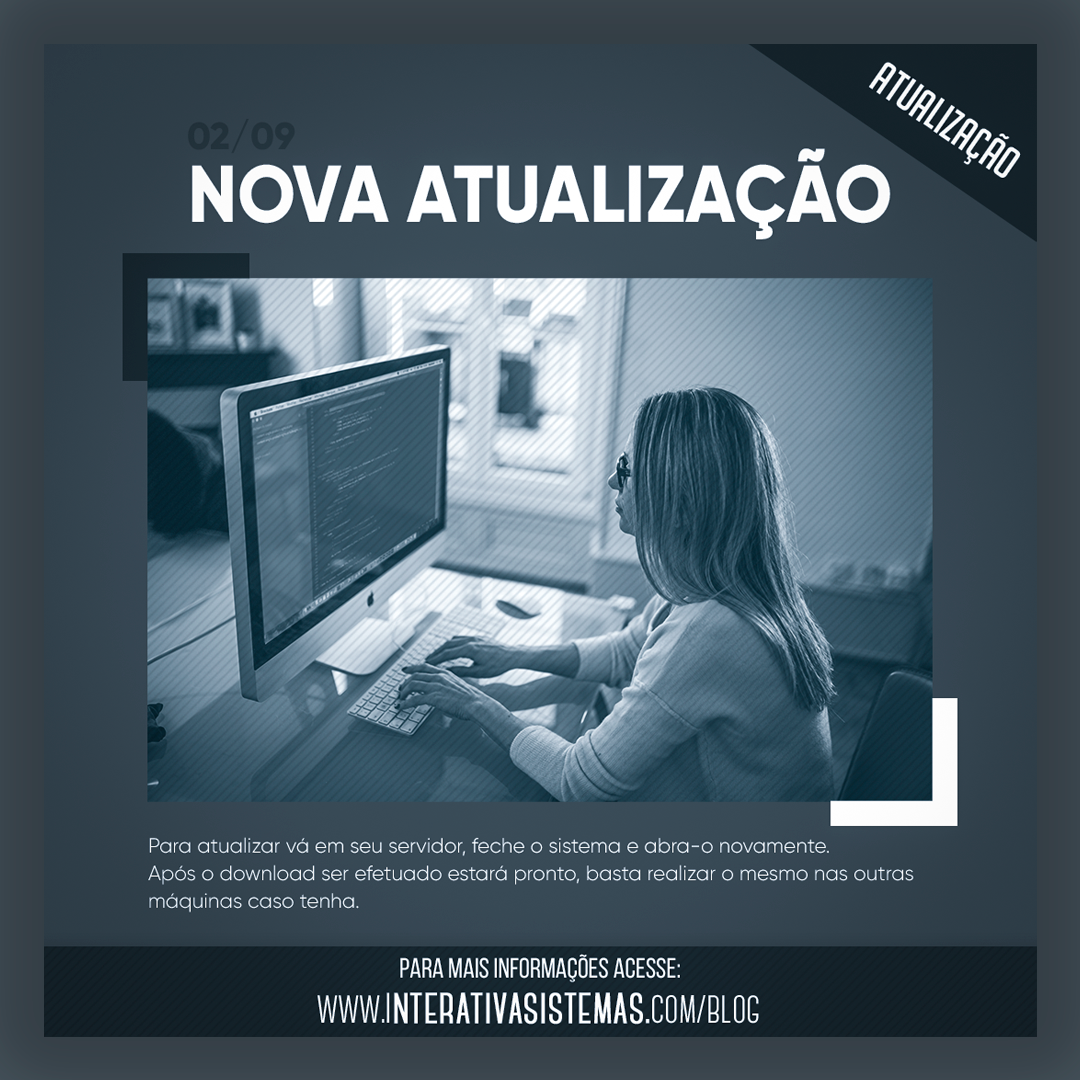 ATUALIZAÇÃO
02/09
NOVA ATUALIZAÇÃO
Para atualizar vá em seu servidor, feche o sistema e abra-o novamente.
Após o download ser efetuado estará pronto, basta realizar o mesmo nas outras
máquinas caso tenha.
PARA MAIS INFORMAÇÕES ACESSE:
WWW.INTERATIVASISTEMAS.COM/BLOG